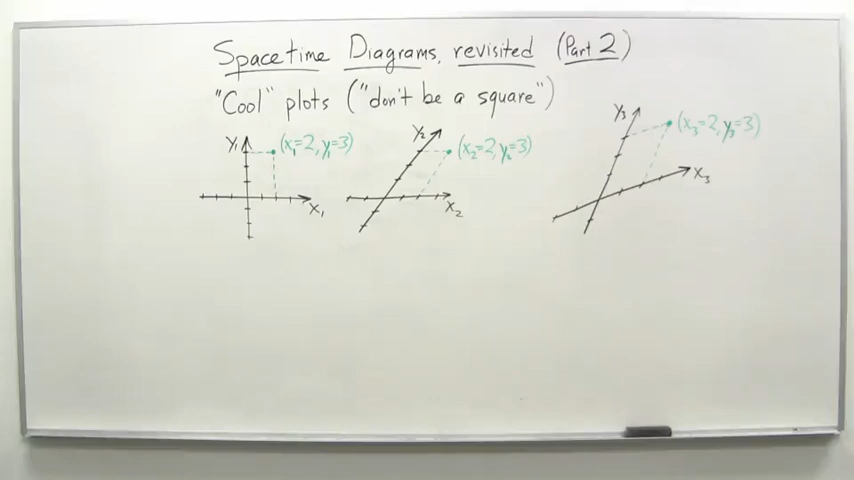 Spacetime Diagrams, revisited (Part 2)
"Cool" plots ("don't be a square")
y₁ (x₁=2, y₁=3) x₁
y₂ (x₂=2, y₂=3) x₂
y₃ (x₃=2, y₃=3) x₃